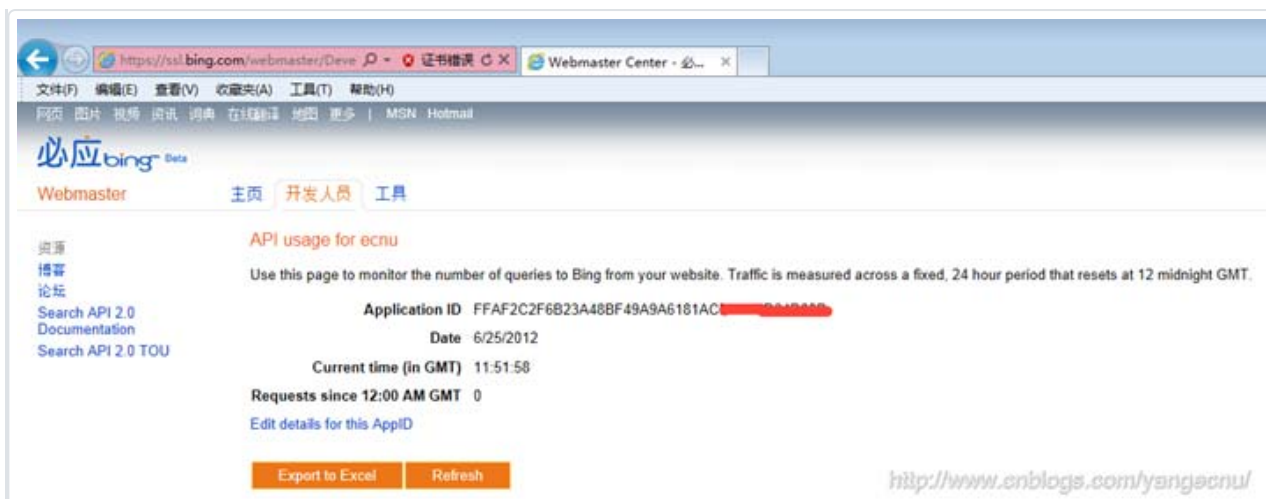 https://ssl.bing.com/webmaster/Deve 证书错误 Webmaster Center - 必...
文件(F) 编辑(E) 查看(V) 收藏夹(A) 工具(T) 帮助(H)
网页 图片 视频 资讯 词典 在线翻译 地图 更多 | MSN Hotmail
必应 bing Beta
Webmaster 主页 开发人员 工具
资源
博客
论坛
Search API 2.0
Documentation
Search API 2.0 TOU
API usage for ecnu
Use this page to monitor the number of queries to Bing from your website. Traffic is measured across a fixed, 24 hour period that resets at 12 midnight GMT.
Application ID FFAF2C2F6B23A48BF49A9A6181AC
Date 6/25/2012
Current time (in GMT) 11:51:58
Requests since 12:00 AM GMT 0
Edit details for this AppID
Export to Excel Refresh
http://www.cnblogs.com/yangecnu/